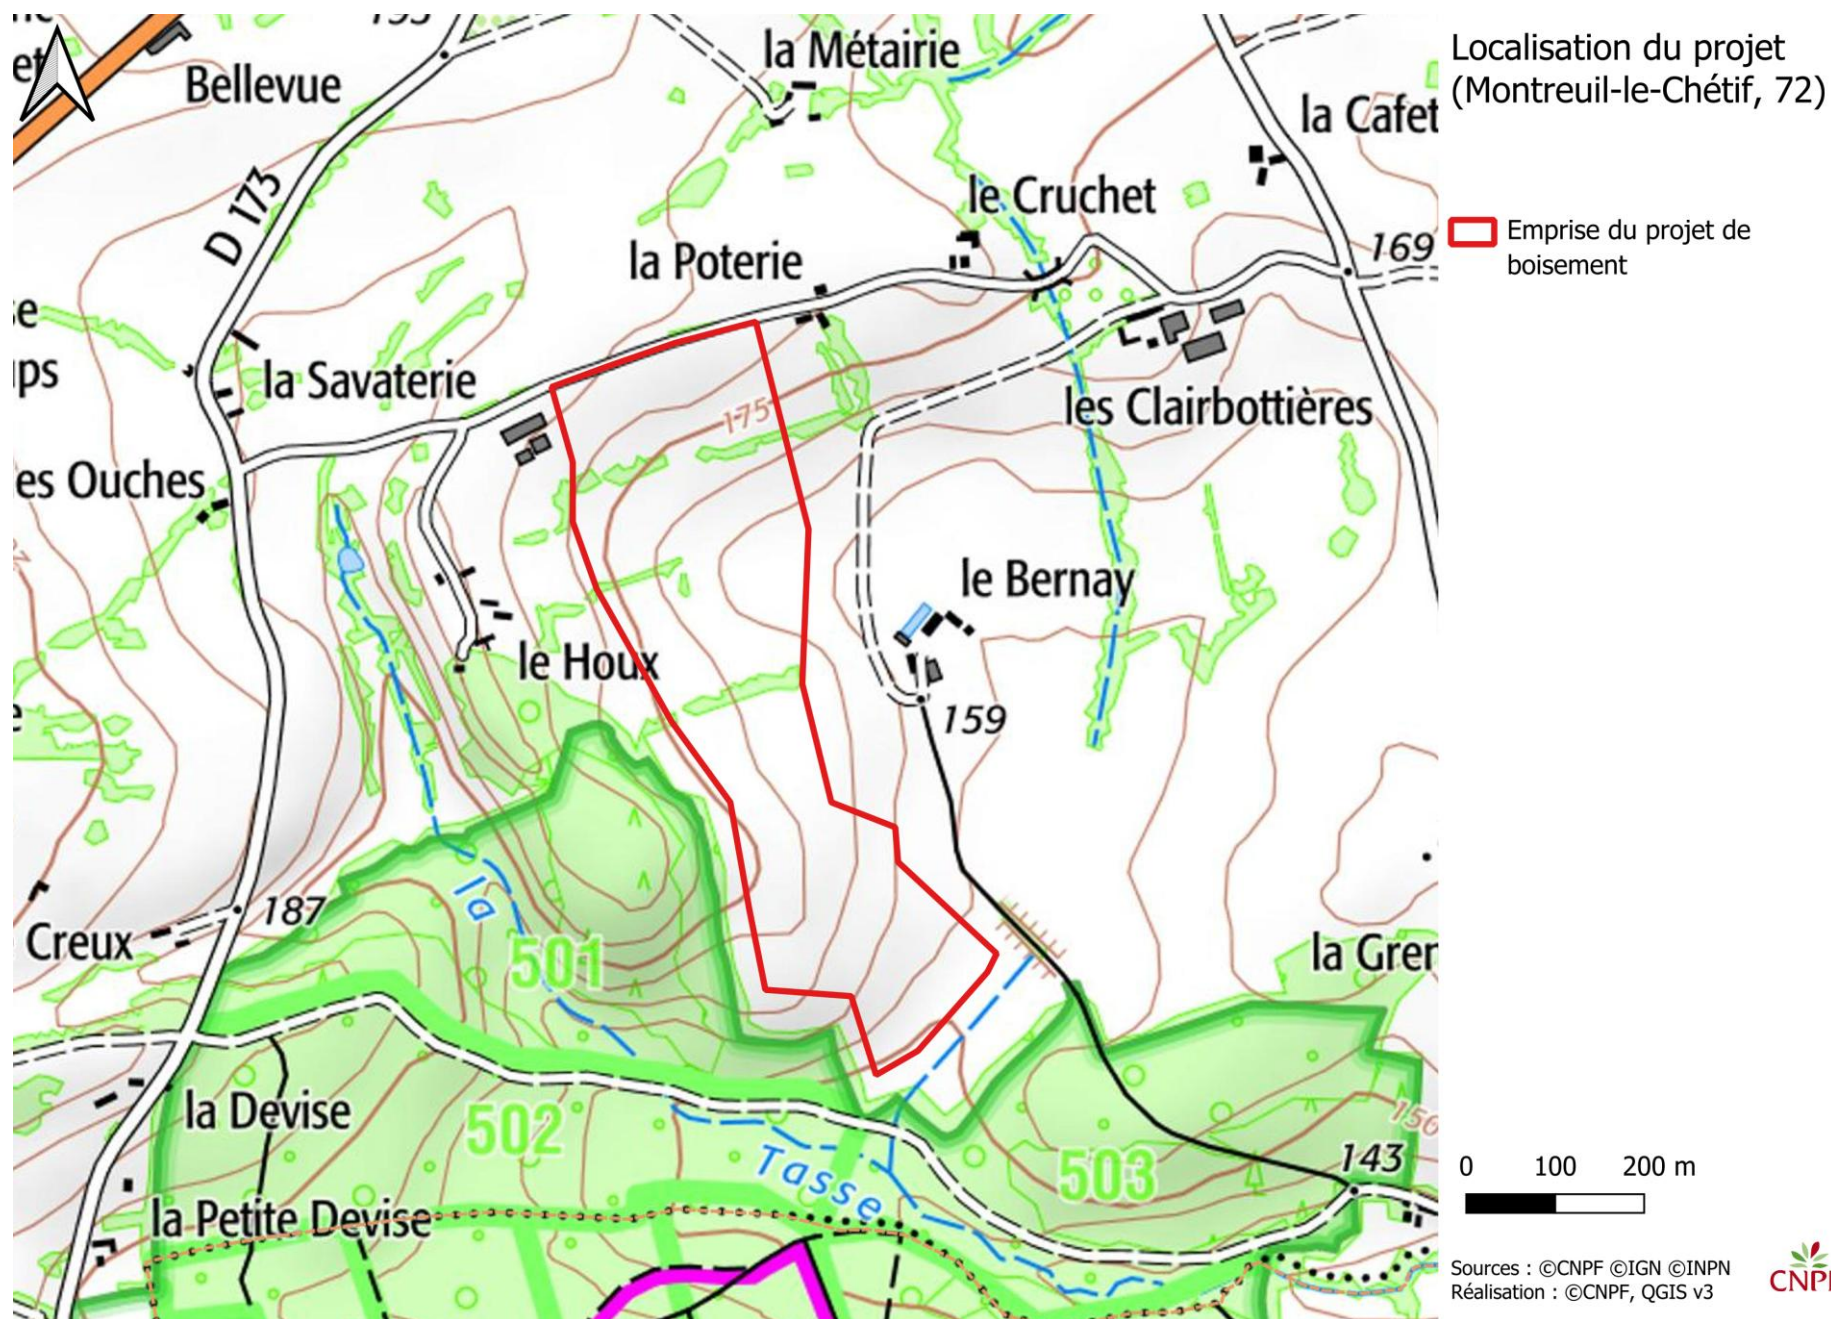 Localisation du projet
(Montreuil-le-Chétif, 72)
Emprise du projet de
boisement
Bellevue
la Métairie
la Cafet
D 173
le Cruchet
la Poterie
169
la Savaterie
175
les Clairbottières
es Ouches
le Bernay
le Houx
159
187
Creux
la
501
la Grer
la Devise
502
Tasse
503
150
143
la Petite Devise
0 100 200 m
Sources : ©CNPF ©IGN ©INPN
Réalisation : ©CNPF, QGIS v3